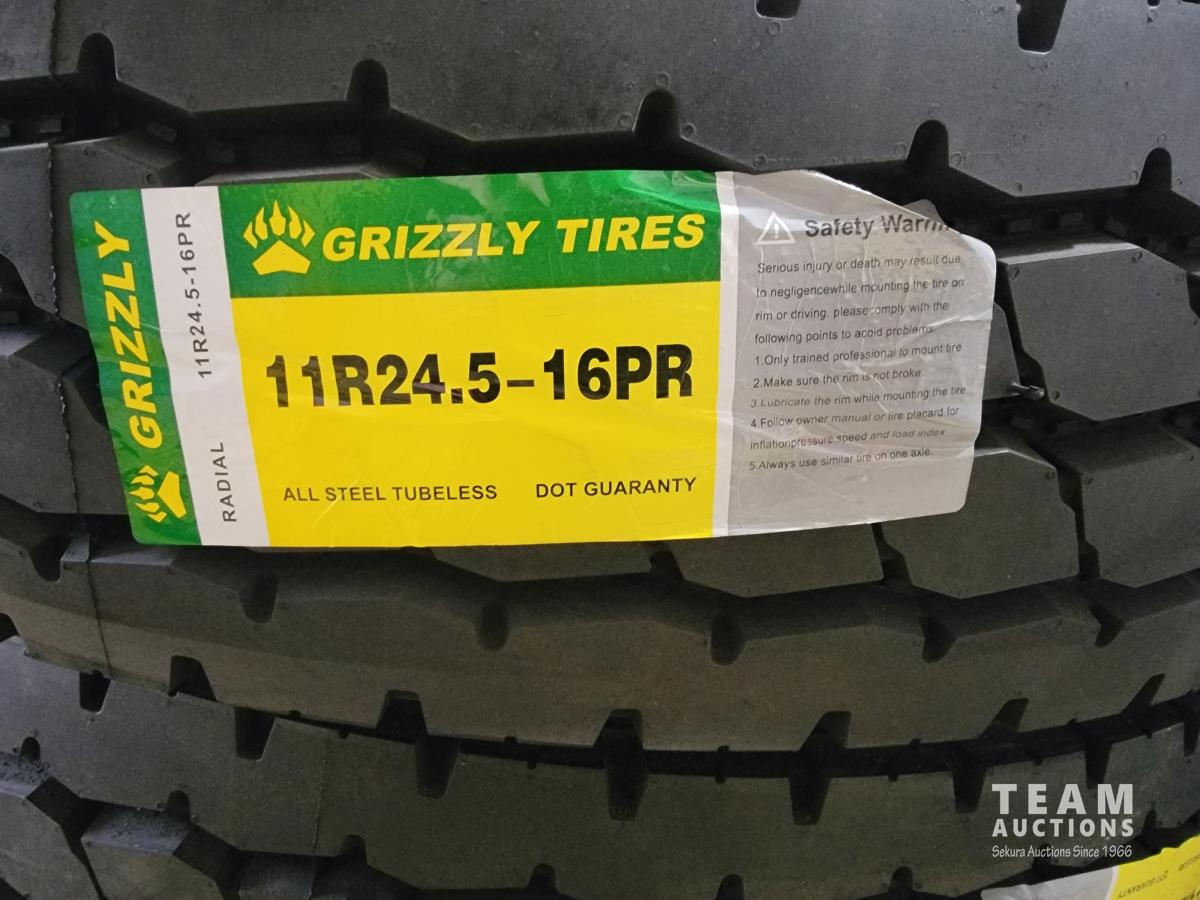 GRIZZLY
RADIAL 11R24.5-16PR
GRIZZLY TIRES
11R24.5-16PR
ALL STEEL TUBELESS DOT GUARANTY
Safety
Serious injury or death may result due
to negligencewhile mounting the tire on
rim or driving. pleasecomply with the
following points to acoid problems.
1.Only trained professional to mount tire.
2.Make sure the rim is not broke.
3.Lubricate the rim while mounting the tire.
4.Follow owner manual or tire placard for
inflationpressure,speed and load index
5.Always use similar tire on one axle.
TEAM
AUCTIONS
Sekura Auctions Since 1966
DOT GUARANTY